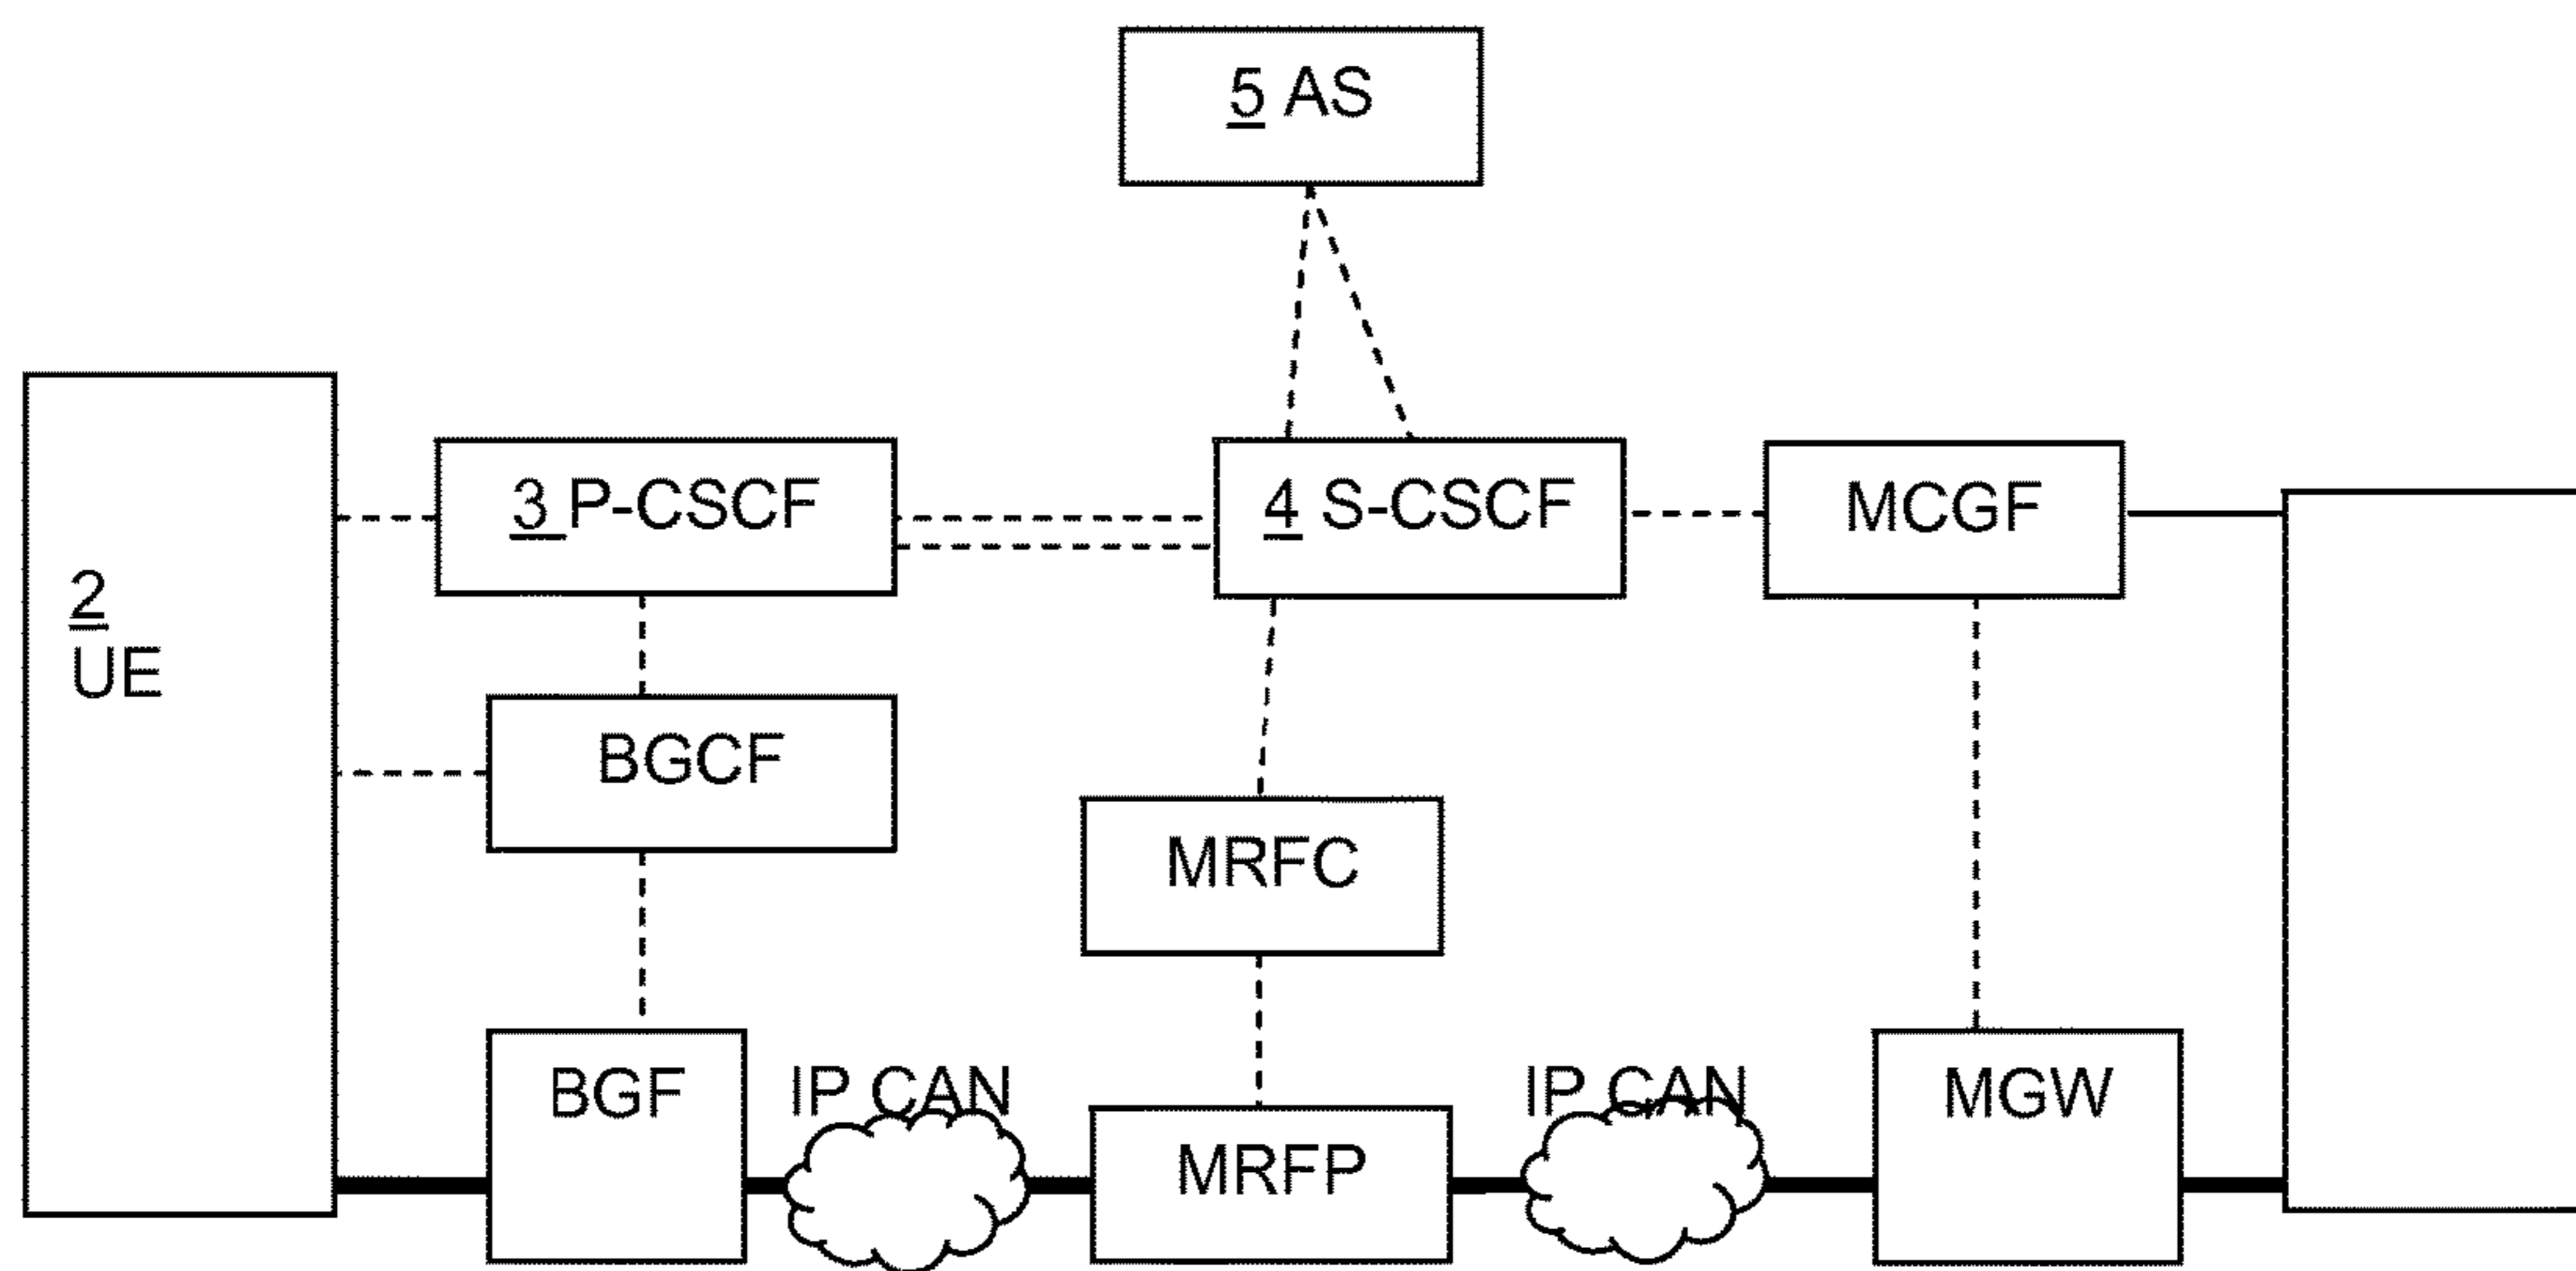 5 AS
3 P-CSCF
4 S-CSCF
MCGF
2
UE
BGCF
MRFC
BGF
IP CAN
MRFP
IP CAN
MGW